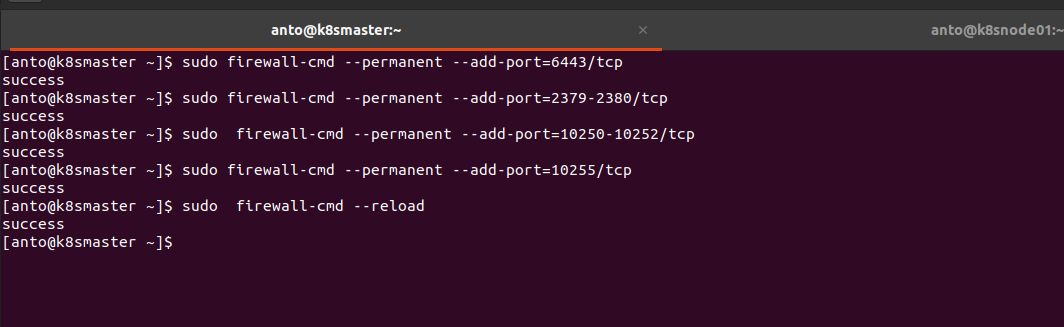 anto@k8smaster:~ × anto@k8snode01:~
[anto@k8smaster ~]$ sudo firewall-cmd --permanent --add-port=6443/tcp
success
[anto@k8smaster ~]$ sudo firewall-cmd --permanent --add-port=2379-2380/tcp
success
[anto@k8smaster ~]$ sudo  firewall-cmd --permanent --add-port=10250-10252/tcp
success
[anto@k8smaster ~]$ sudo firewall-cmd --permanent --add-port=10255/tcp
success
[anto@k8smaster ~]$ sudo  firewall-cmd --reload
success
[anto@k8smaster ~]$